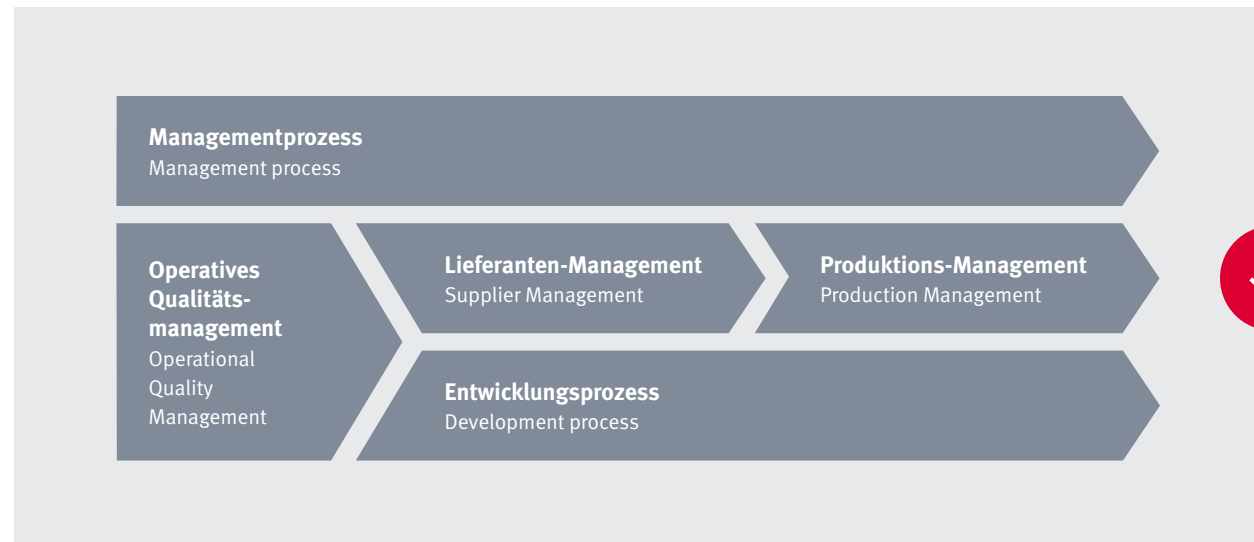 Managementprozess
Management process
Operatives
Qualitäts-
management
Operational
Quality
Management
Lieferanten-Management
Supplier Management
Produktions-Management
Production Management
Entwicklungsprozess
Development process